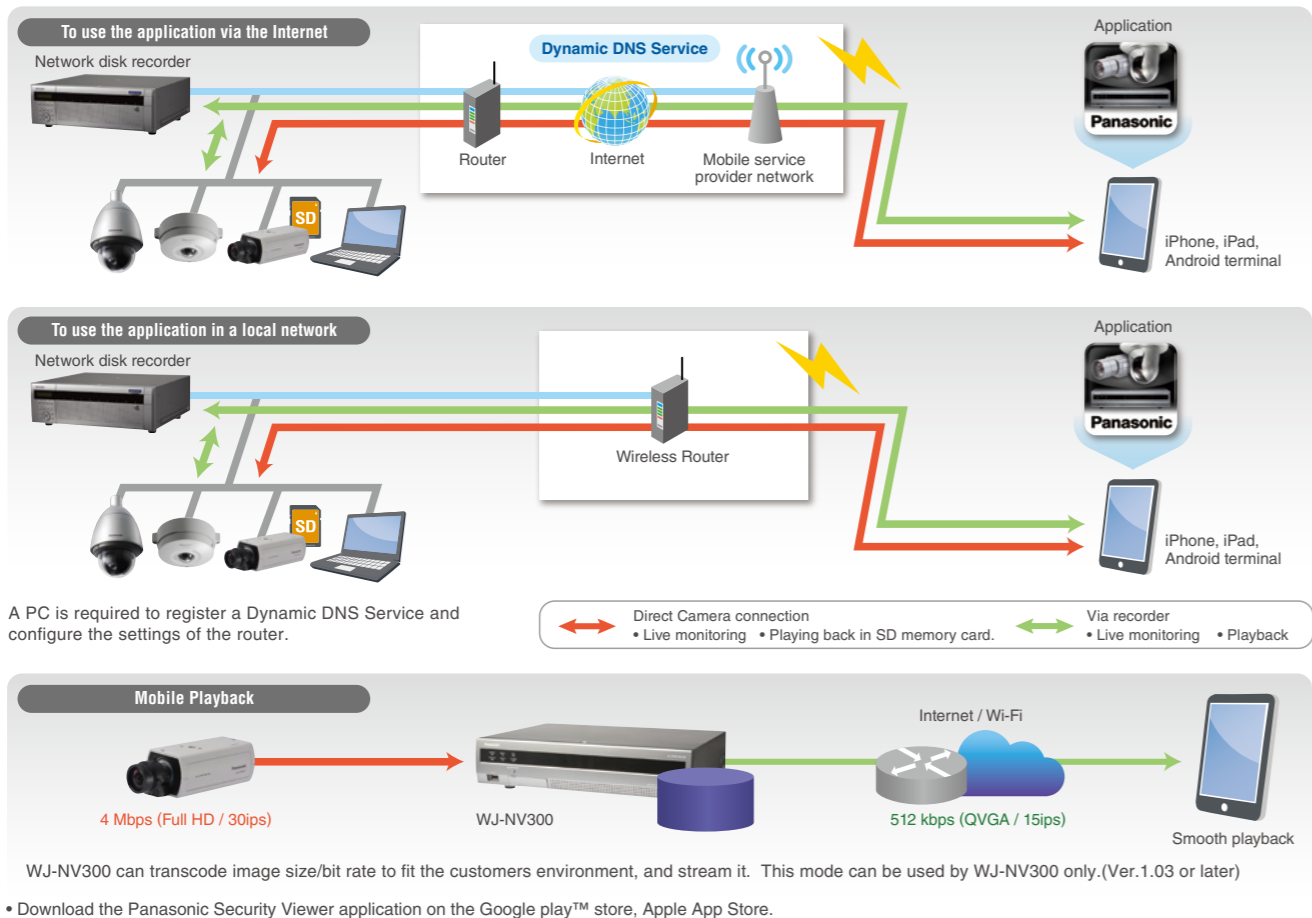 To use the application via the Internet
Network disk recorder
Dynamic DNS Service
Application
Panasonic
Router
Internet
Mobile service
provider network
SD
iPhone, iPad,
Android terminal
To use the application in a local network
Network disk recorder
Application
Panasonic
Wireless Router
SD
iPhone, iPad,
Android terminal
A PC is required to register a Dynamic DNS Service and
configure the settings of the router.
Direct Camera connection
• Live monitoring • Playing back in SD memory card.
Via recorder
• Live monitoring • Playback
Mobile Playback
Internet / Wi-Fi
4 Mbps (Full HD / 30ips)
WJ-NV300
512 kbps (QVGA / 15ips)
Smooth playback
WJ-NV300 can transcode image size/bit rate to fit the customers environment, and stream it. This mode can be used by WJ-NV300 only.(Ver.1.03 or later)
• Download the Panasonic Security Viewer application on the Google play™ store, Apple App Store.